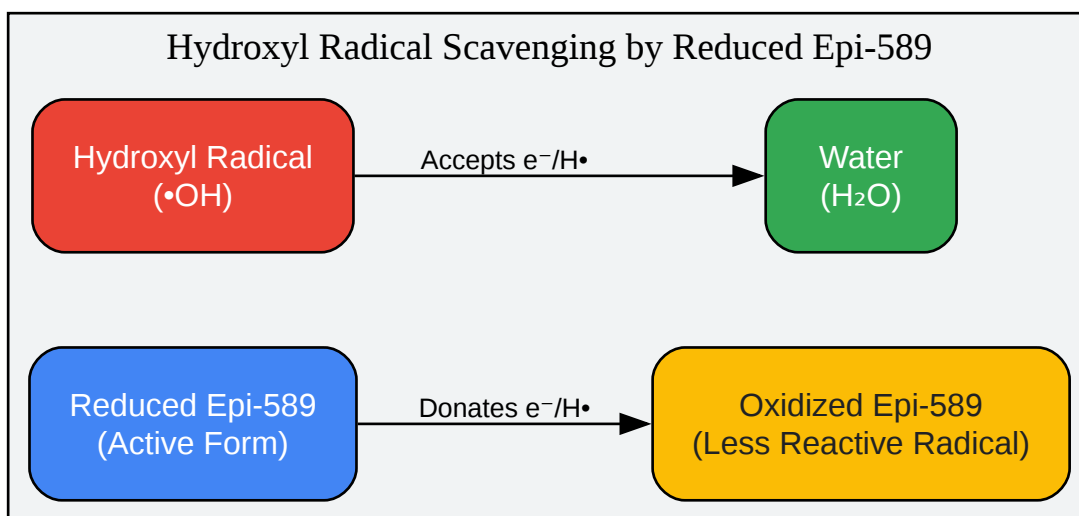 Hydroxyl Radical Scavenging by Reduced Epi-589
Hydroxyl Radical
(•OH)
Accepts e⁻/H•
Water
(H₂O)
Reduced Epi-589
(Active Form)
Donates e⁻/H•
Oxidized Epi-589
(Less Reactive Radical)